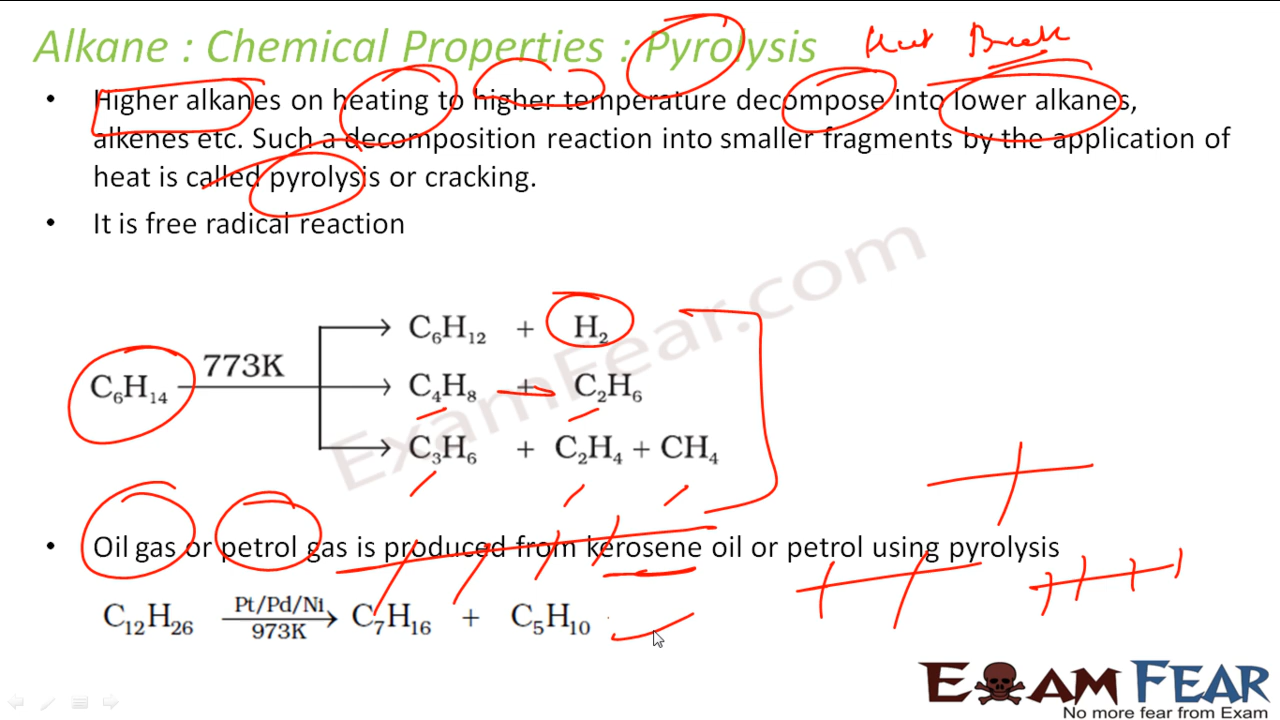 Alkane : Chemical Properties : Pyrolysis
Heat Break
• Higher alkanes on heating to higher temperature decompose into lower alkanes,
alkenes etc. Such a decomposition reaction into smaller fragments by the application of
heat is called pyrolysis or cracking.
• It is free radical reaction
C₆H₁₂ + H₂
C₆H₁₄ 773K C₄H₈ + C₂H₆
C₃H₆ + C₂H₄ + CH₄
ExamFear.com
• Oil gas or petrol gas is produced from kerosene oil or petrol using pyrolysis
Pt/Pd/Ni
C₁₂H₂₆ → C₇H₁₆ + C₅H₁₀
973K
EXAM FEAR
No more fear from Exam